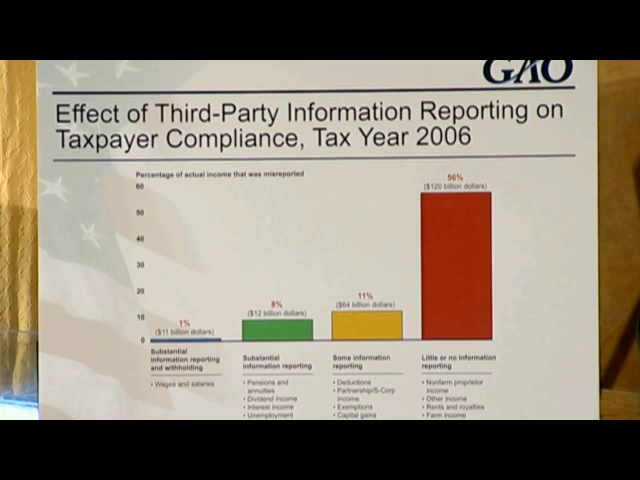 GAO
Effect of Third-Party Information Reporting on
Taxpayer Compliance, Tax Year 2006
Percentage of actual income that was misreported
60
50
40
30
20
10
0
1%
($11 billion dollars)
8%
($12 billion dollars)
11%
($64 billion dollars)
56%
($120 billion dollars)
Substantial
information reporting
and withholding
• Wages and salaries
Substantial
information reporting
• Pensions and
annuities
• Dividend income
• Interest income
• Unemployment
Some information
reporting
• Deductions
• Partnership/S-Corp
income
• Exemptions
• Capital gains
Little or no information
reporting
• Nonfarm proprietor
income
• Other income
• Rents and royalties
• Farm income